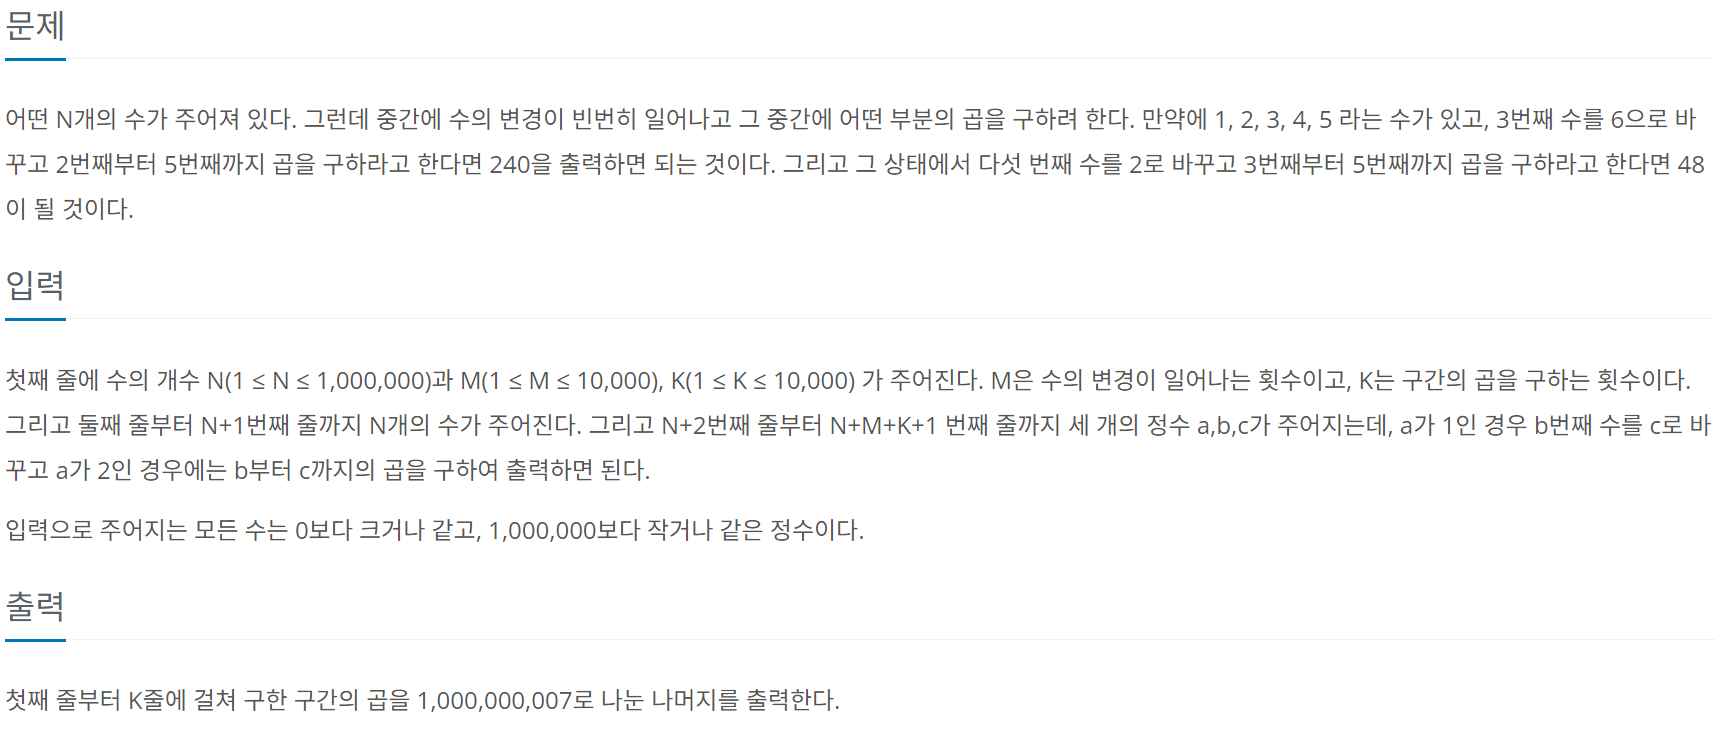 문제
어떤 N개의 수가 주어져 있다. 그런데 중간에 수의 변경이 빈번히 일어나고 그 중간에 어떤 부분의 곱을 구하려 한다. 만약에 1, 2, 3, 4, 5 라는 수가 있고, 3번째 수를 6으로 바
꾸고 2번째부터 5번째까지 곱을 구하라고 한다면 240을 출력하면 되는 것이다. 그리고 그 상태에서 다섯 번째 수를 2로 바꾸고 3번째부터 5번째까지 곱을 구하라고 한다면 48
이 될 것이다.
입력
첫째 줄에 수의 개수 N(1 ≤ N ≤ 1,000,000)과 M(1 ≤ M ≤ 10,000), K(1 ≤ K ≤ 10,000) 가 주어진다. M은 수의 변경이 일어나는 횟수이고, K는 구간의 곱을 구하는 횟수이다.
그리고 둘째 줄부터 N+1번째 줄까지 N개의 수가 주어진다. 그리고 N+2번째 줄부터 N+M+K+1 번째 줄까지 세 개의 정수 a,b,c가 주어지는데, a가 1인 경우 b번째 수를 c로 바
꾸고 a가 2인 경우에는 b부터 c까지의 곱을 구하여 출력하면 된다.
입력으로 주어지는 모든 수는 0보다 크거나 같고, 1,000,000보다 작거나 같은 정수이다.
출력
첫째 줄부터 K줄에 걸쳐 구한 구간의 곱을 1,000,000,007로 나눈 나머지를 출력한다.